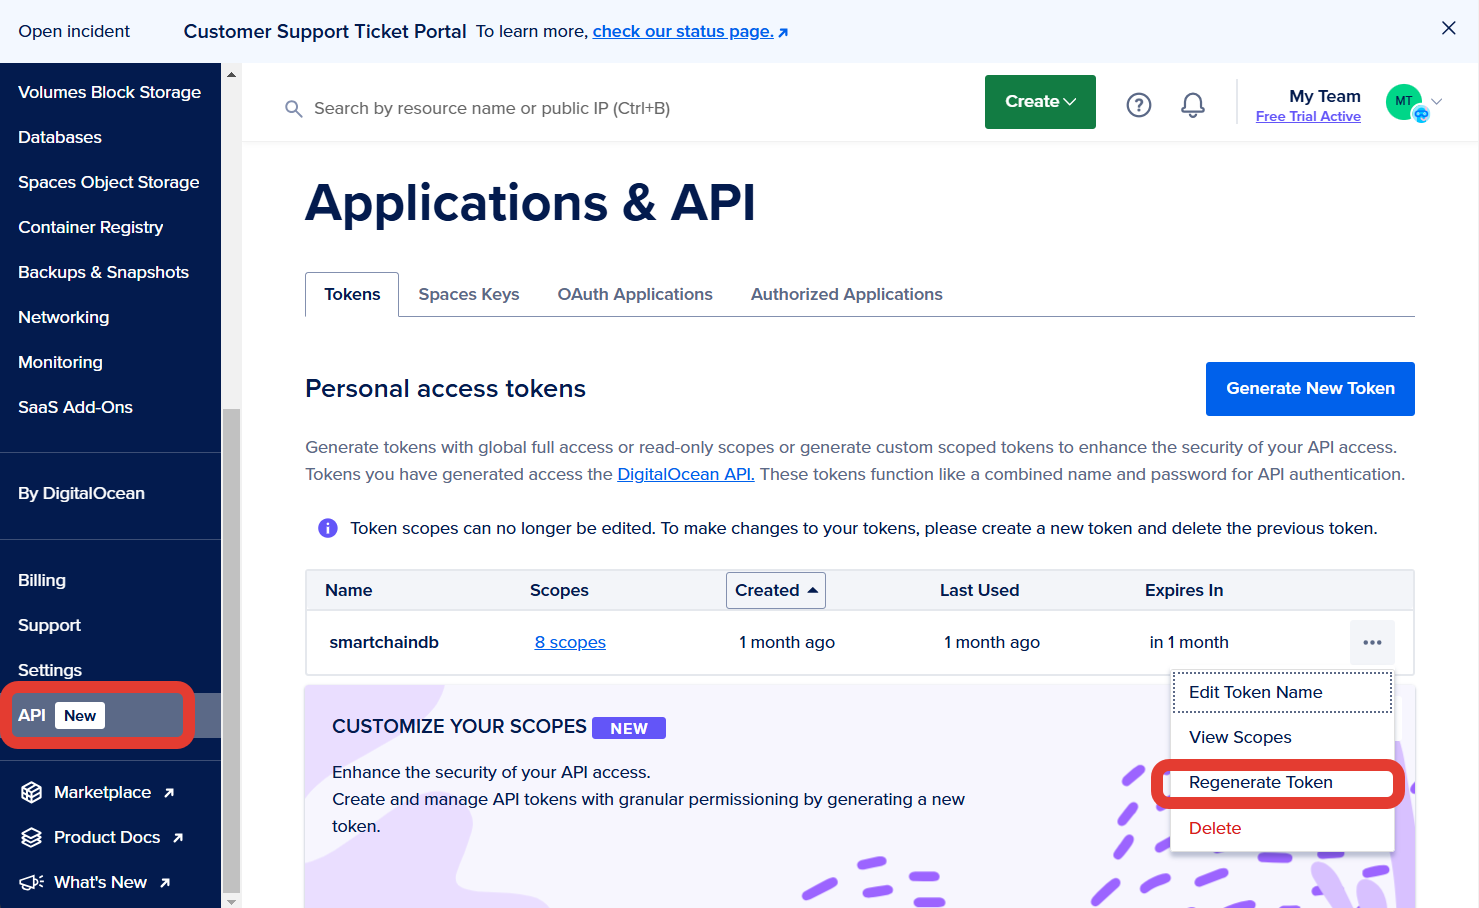 Open incident
Customer Support Ticket Portal To learn more, check our status page.
Volumes Block Storage
Databases
Spaces Object Storage
Container Registry
Backups & Snapshots
Networking
Monitoring
SaaS Add-Ons
By DigitalOcean
Billing
Support
Settings
API New
Marketplace
Product Docs
What's New
Search by resource name or public IP (Ctrl+B)
Create
?
My Team
Free Trial Active
MT
Applications & API
Tokens
Spaces Keys
OAuth Applications
Authorized Applications
Personal access tokens
Generate New Token
Generate tokens with global full access or read-only scopes or generate custom scoped tokens to enhance the security of your API access.
Tokens you have generated access the DigitalOcean API. These tokens function like a combined name and password for API authentication.
i Token scopes can no longer be edited. To make changes to your tokens, please create a new token and delete the previous token.
Name Scopes Created Last Used Expires In
smartchaindb 8 scopes 1 month ago 1 month ago in 1 month
Edit Token Name
View Scopes
Regenerate Token
Delete
CUSTOMIZE YOUR SCOPES NEW
Enhance the security of your API access.
Create and manage API tokens with granular permissioning by generating a new
token.